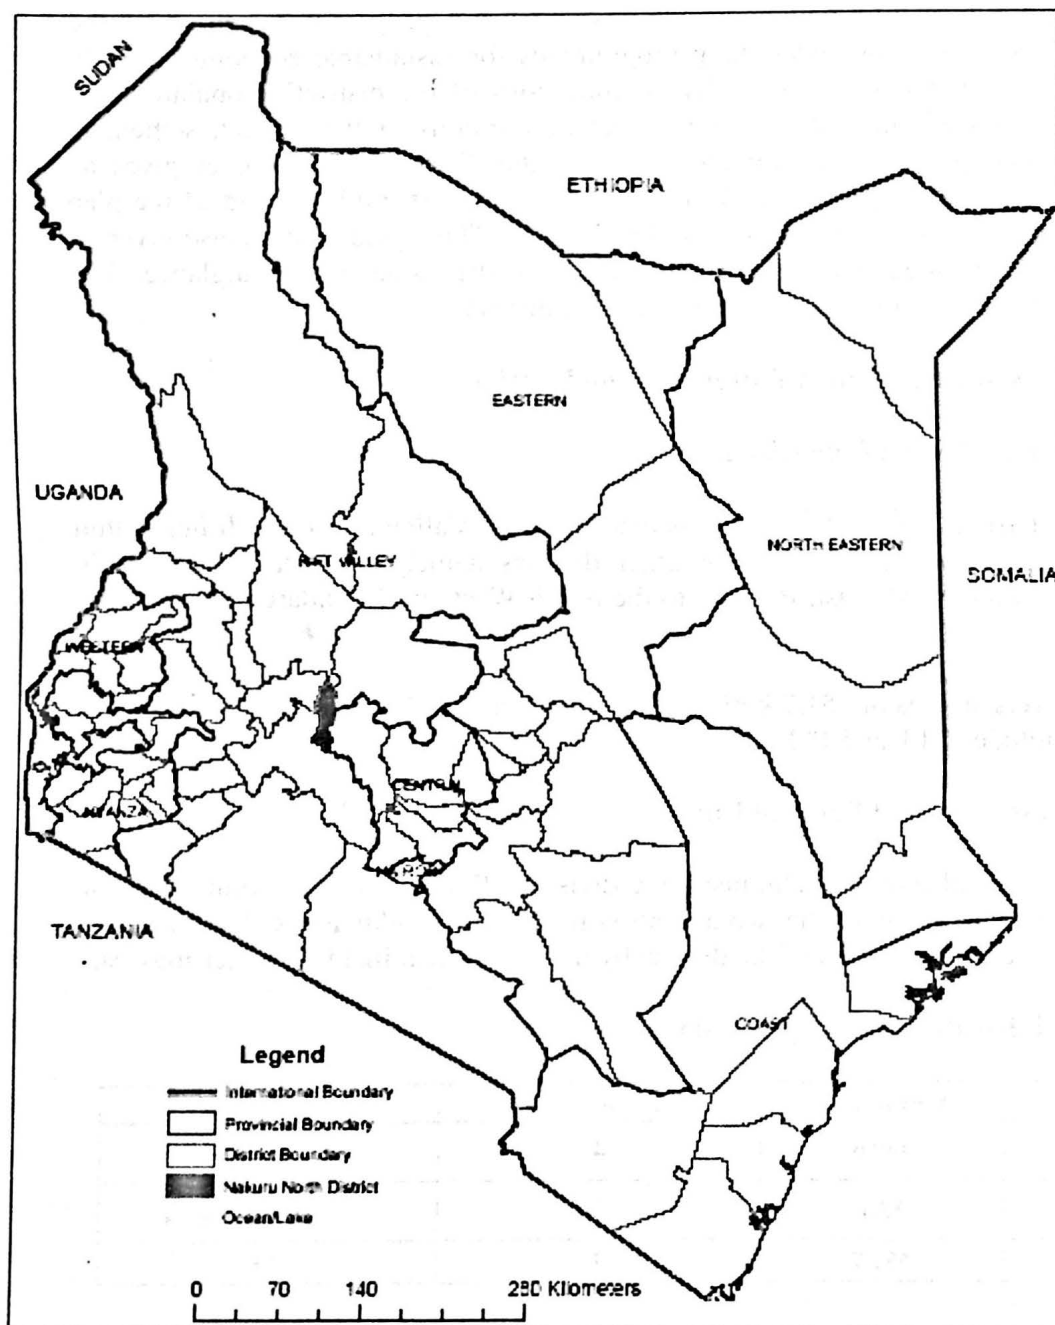 SUDAN
ETHIOPIA
EASTERN
UGANDA
RIFT VALLEY
NORTH EASTERN
SOMALIA
WESTERN
CENTRAL
NYANZA
TANZANIA
COAST
Legend
International Boundary
Provincial Boundary
District Boundary
Nakuru North District
Ocean/Lake
0 70 140 280 Kilometers